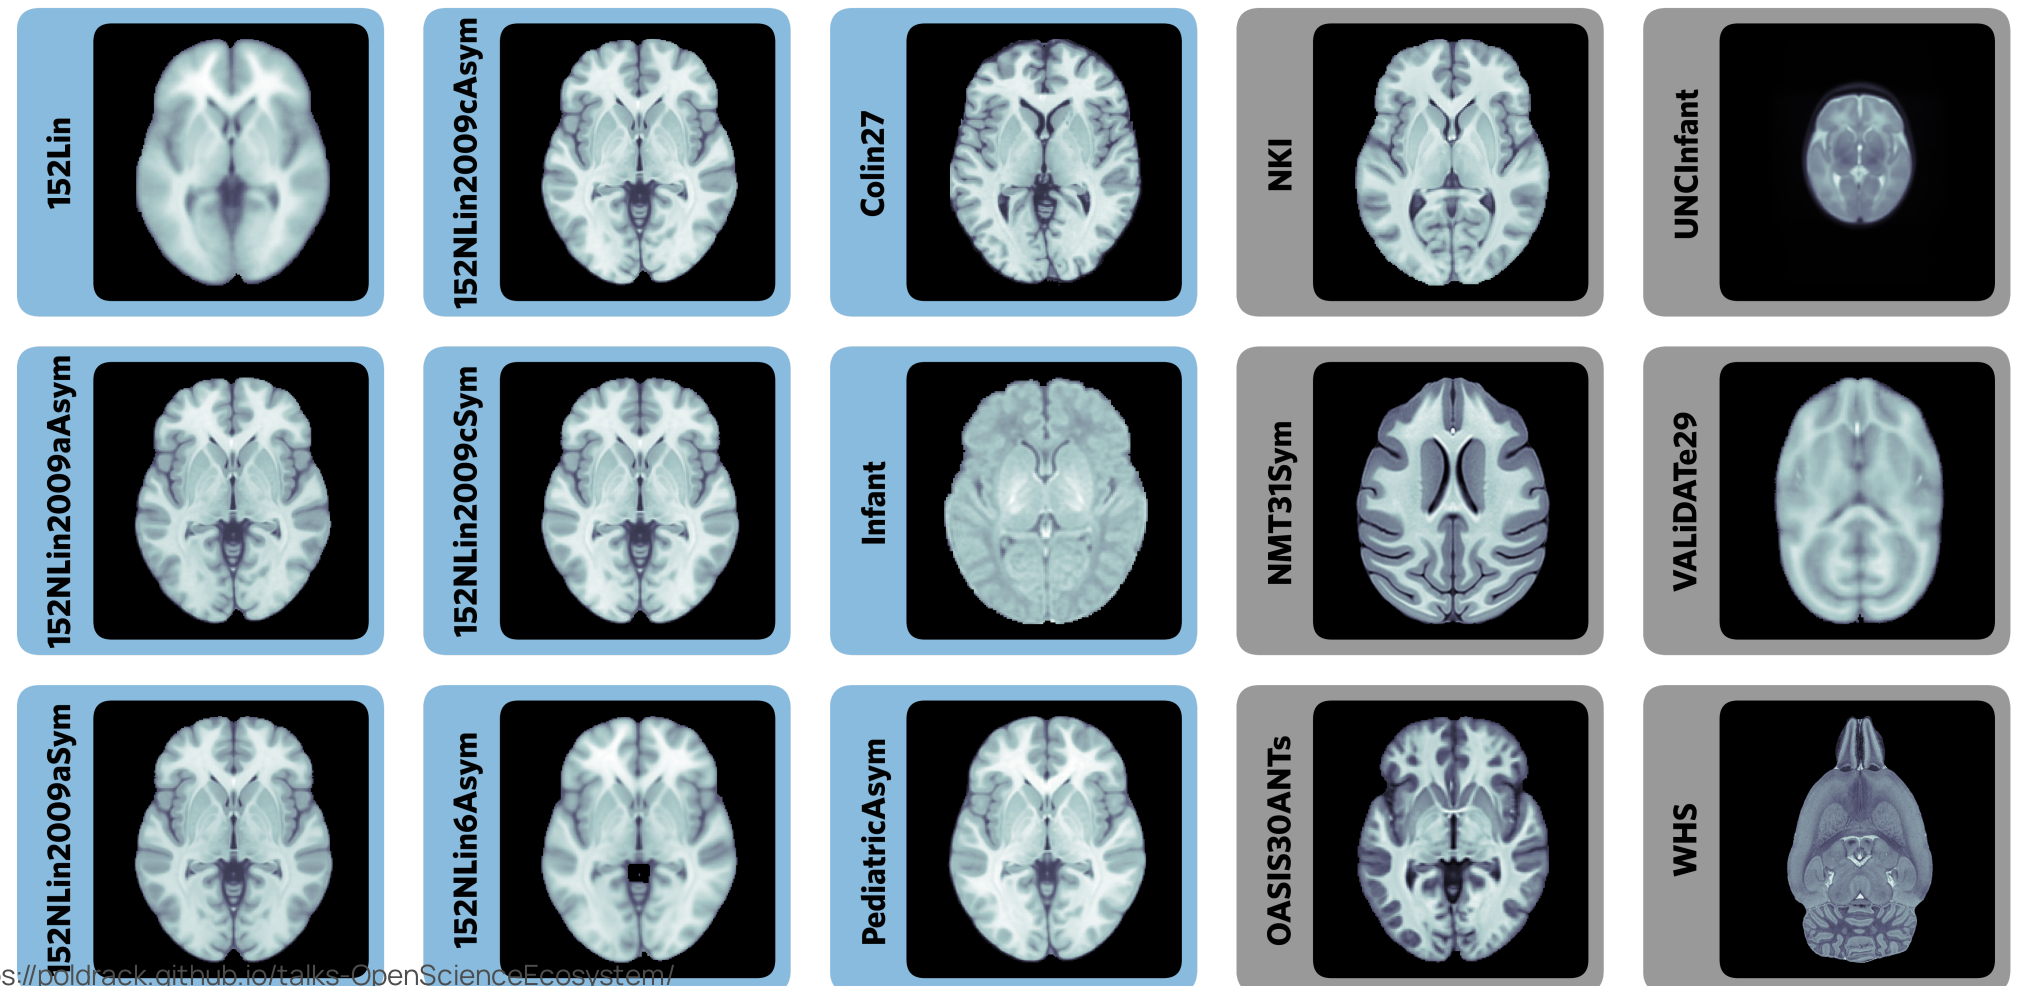 152Lin
152NLin2009cAsym
Colin27
NKI
UNCInfant
152NLin2009aAsym
152NLin2009cSym
Infant
NMT31Sym
VALiDATe29
152NLin2009aSym
152NLin6Asym
PediatricAsym
OASIS30ANTs
WHS
s://poldrack.github.io/talks-OpenScienceEcosystem/